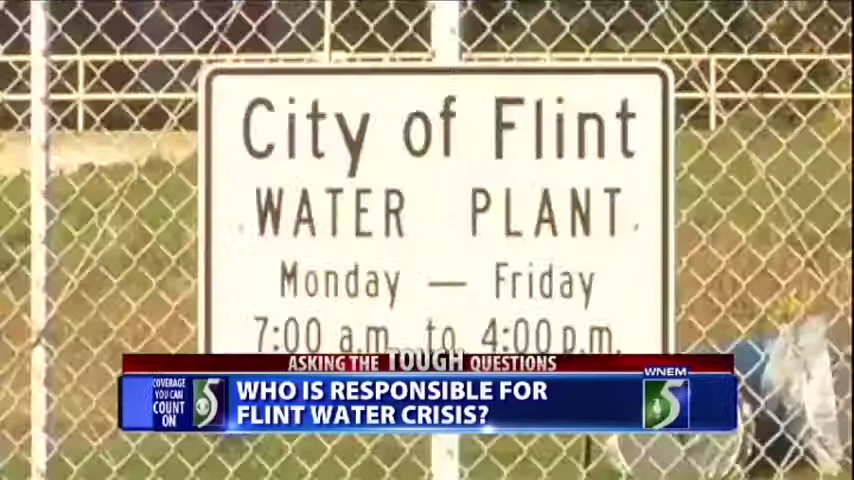 City of Flint
WATER PLANT
Monday — Friday
7:00 a.m. to 4:00 p.m.
ASKING THE TOUGH QUESTIONS
COVERAGE
YOU CAN
COUNT
ON
5
WHO IS RESPONSIBLE FOR
FLINT WATER CRISIS?
WNEM
5